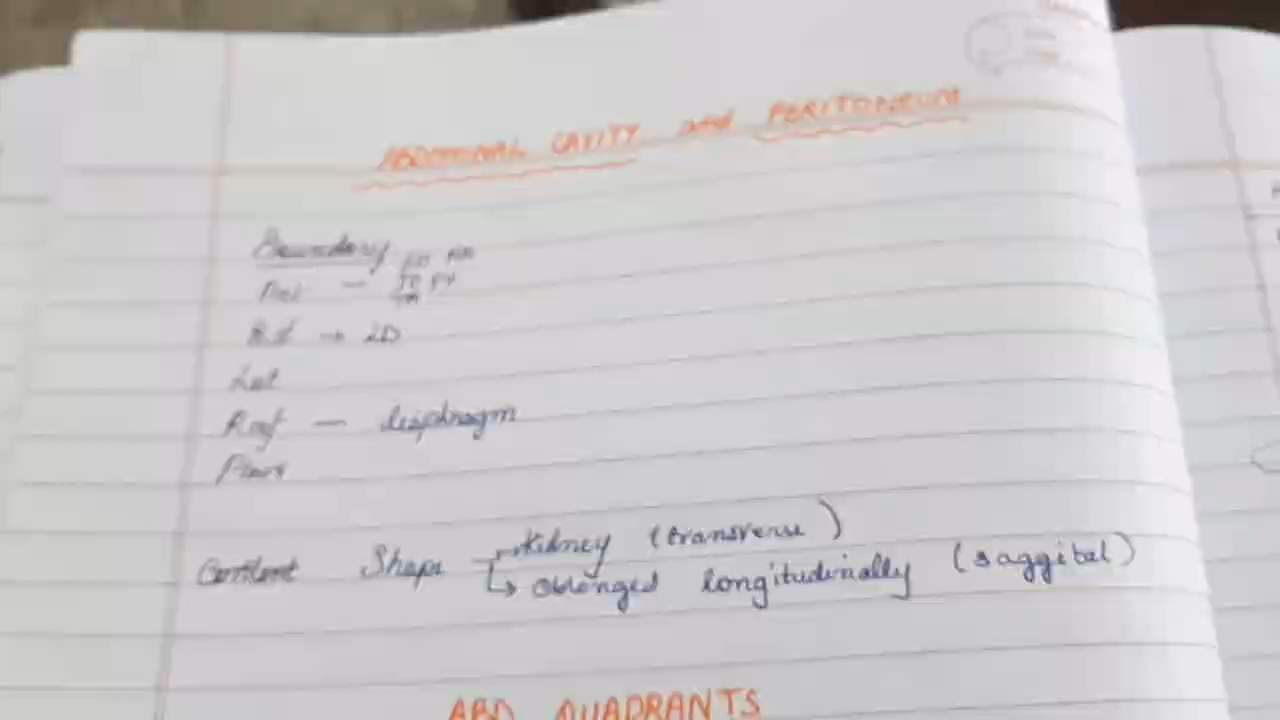 ABDOMINAL CAVITY and PERITONEUM
Boundary
Ant —
→ LD
Lat
Roof — diaphragm
Floor
Content Shape → kidney (transverse)
↳ oblonged longitudinally (saggital)
ABD QUADRANTS